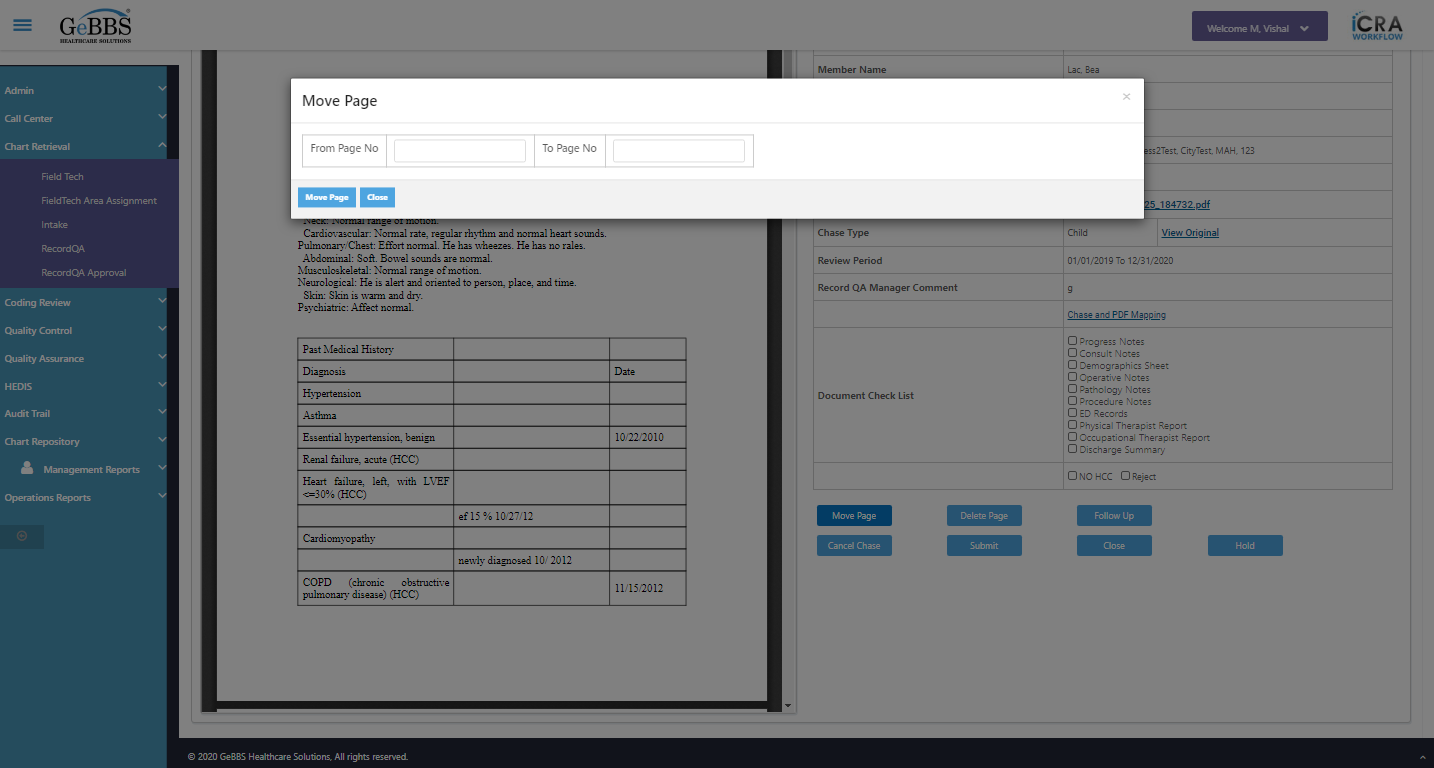 GeBBS
HEALTHCARE SOLUTIONS
Welcome M, Vishal
iCRA
WORKFLOW
Admin
Call Center
Chart Retrieval
Field Tech
FieldTech Area Assignment
Intake
RecordQA
RecordQA Approval
Coding Review
Quality Control
Quality Assurance
HEDIS
Audit Trail
Chart Repository
Management Reports
Operations Reports
Move Page
×
From Page No
To Page No
Move Page
Close
Neck: Normal range of motion.
Cardiovascular: Normal rate, regular rhythm and normal heart sounds.
Pulmonary/Chest: Effort normal. He has wheezes. He has no rales.
Abdominal: Soft. Bowel sounds are normal.
Musculoskeletal: Normal range of motion.
Neurological: He is alert and oriented to person, place, and time.
Skin: Skin is warm and dry.
Psychiatric: Affect normal.
Past Medical History
Diagnosis Date
Hypertension
Asthma
Essential hypertension, benign 10/22/2010
Renal failure, acute (HCC)
Heart failure, left, with LVEF
<=30% (HCC)
ef 15 % 10/27/12
Cardiomyopathy
newly diagnosed 10/ 2012
COPD (chronic obstructive
pulmonary disease) (HCC) 11/15/2012
Member Name Lac, Bea
ess2Test, CityTest, MAH, 123
25_184732.pdf
Chase Type Child View Original
Review Period 01/01/2019 To 12/31/2020
Record QA Manager Comment g
Chase and PDF Mapping
Document Check List
Progress Notes
Consult Notes
Demographics Sheet
Operative Notes
Pathology Notes
Procedure Notes
ED Records
Physical Therapist Report
Occupational Therapist Report
Discharge Summary
NO HCC Reject
Move Page Delete Page Follow Up
Cancel Chase Submit Close Hold
© 2020 GeBBS Healthcare Solutions, All rights reserved.